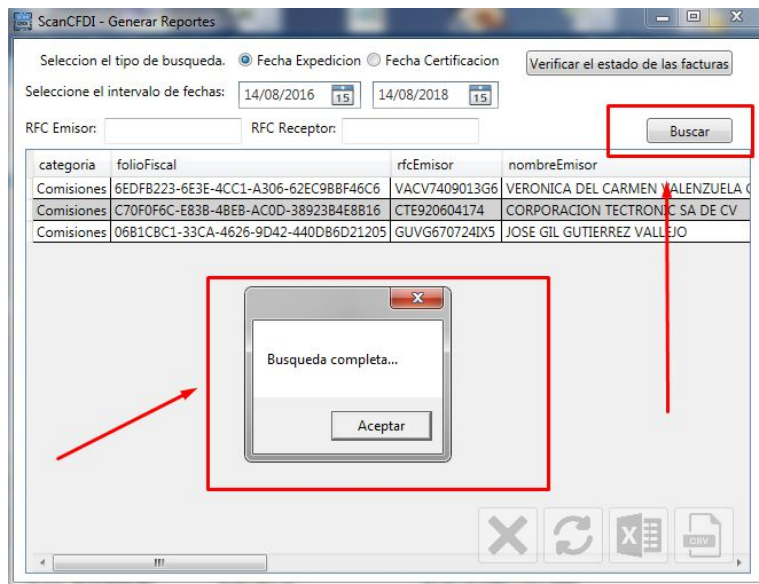 ScanCFDI - Generar Reportes
Seleccion el tipo de busqueda. Fecha Expedicion Fecha Certificacion Verificar el estado de las facturas
Seleccione el intervalo de fechas: 14/08/2016 15 14/08/2018 15
RFC Emisor: RFC Receptor: Buscar
categoria folioFiscal rfcEmisor nombreEmisor
Comisiones 6EDFB223-6E3E-4CC1-A306-62EC9BBF46C6 VACV7409013G6 VERONICA DEL CARMEN VALENZUELA
Comisiones C70F0F6C-E83B-4BEB-AC0D-38923B4E8B16 CTE920604174 CORPORACION TECTRONIC SA DE CV
Comisiones 06B1CBC1-33CA-4626-9D42-440DB6D21205 GUVG670724IX5 JOSE GIL GUTIERREZ VALLEJO
Busqueda completa...
Aceptar
CSV